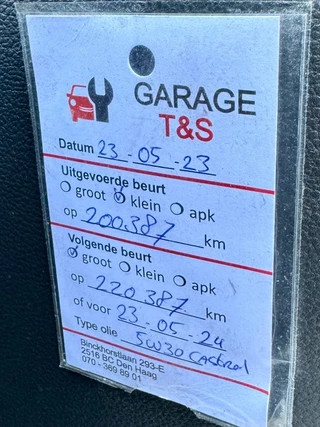 GARAGE
T&S
Datum 23-05-23
Uitgevoerde beurt
groot klein apk
op 200.387 km
Volgende beurt
groot klein apk
op 220.387 km
of voor 23-05-24
Type olie 5W30 Castrol
Binckhorstlaan 293-E
2516 BC Den Haag
070 - 369 89 01